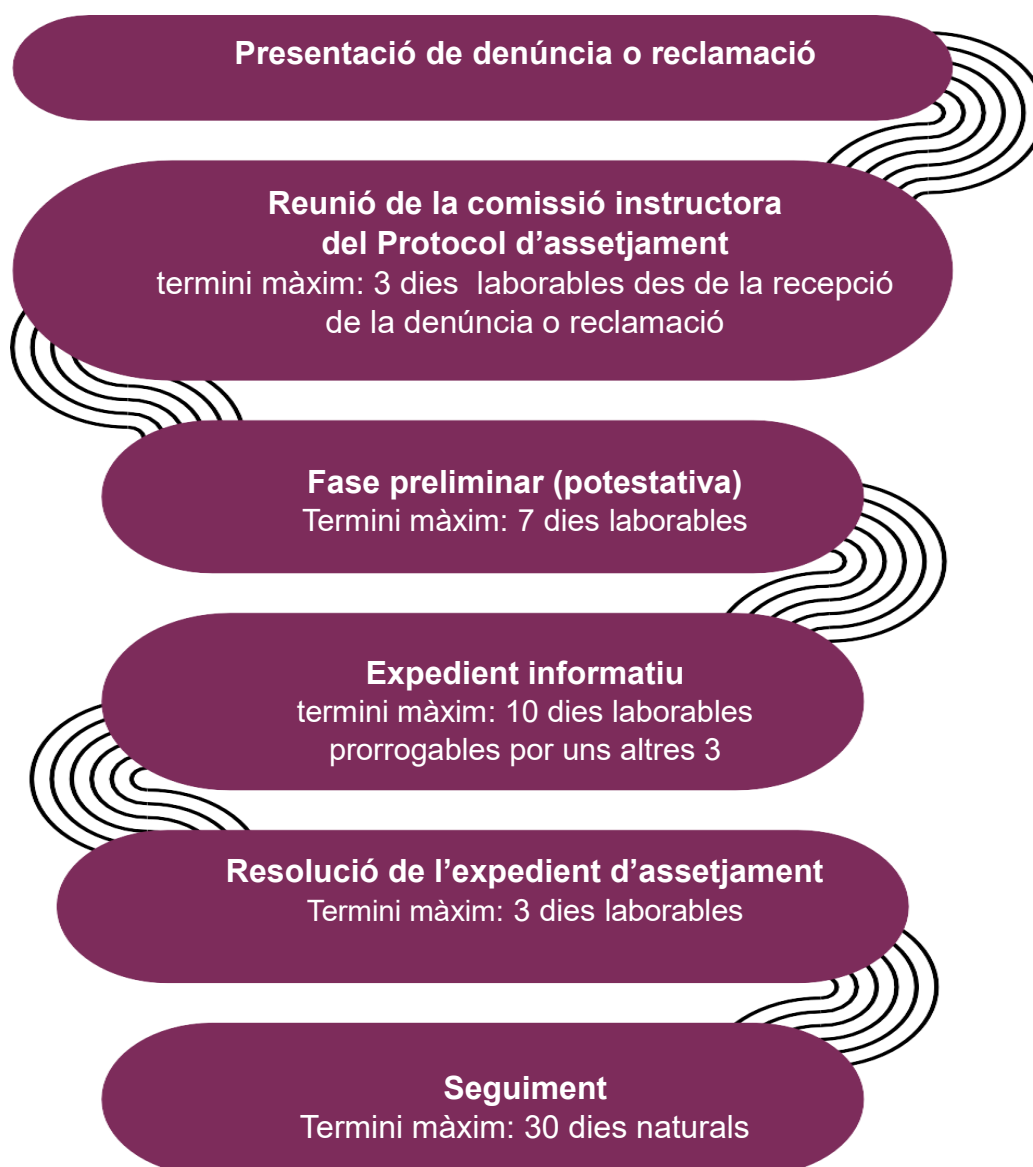 Presentació de denúncia o reclamació
Reunió de la comissió instructora
del Protocol d’assetjament
termini màxim: 3 dies laborables des de la recepció
de la denúncia o reclamació
Fase preliminar (potestativa)
Termini màxim: 7 dies laborables
Expedient informatiu
termini màxim: 10 dies laborables
prorrogables por uns altres 3
Resolució de l’expedient d’assetjament
Termini màxim: 3 dies laborables
Seguiment
Termini màxim: 30 dies naturals